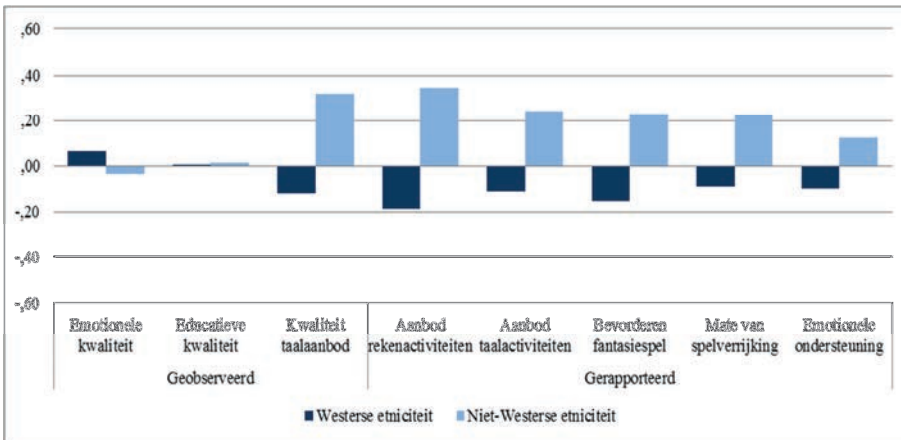 ,60
,40
,20
,00
-,20
-,40
-,60
Emotionele Educatieve Kwaliteit Aanbod Aanbod Bevorderen Mate van Emotionele
kwaliteit kwaliteit taalaanbod rekenactiviteiten taalactiviteiten fantasiespel spelverrijking ondersteuning
Geobserveerd Gerapporteerd
Westerse etniciteit Niet-Westerse etniciteit